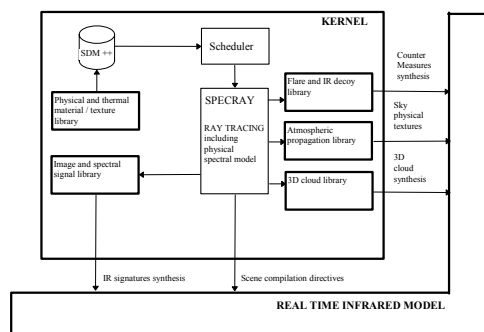 KERNEL
SDM ++
Scheduler
Counter
Measures
synthesis
Physical and thermal
material / texture
library
SPECRAY
RAY TRACING
including
physical
spectral model
Flare and IR decoy
library
Sky
physical
textures
Atmospheric
propagation library
Image and spectral
signal library
3D cloud library
3D
cloud
synthesis
IR signatures synthesis
Scene compilation directives
REAL TIME INFRARED MODEL